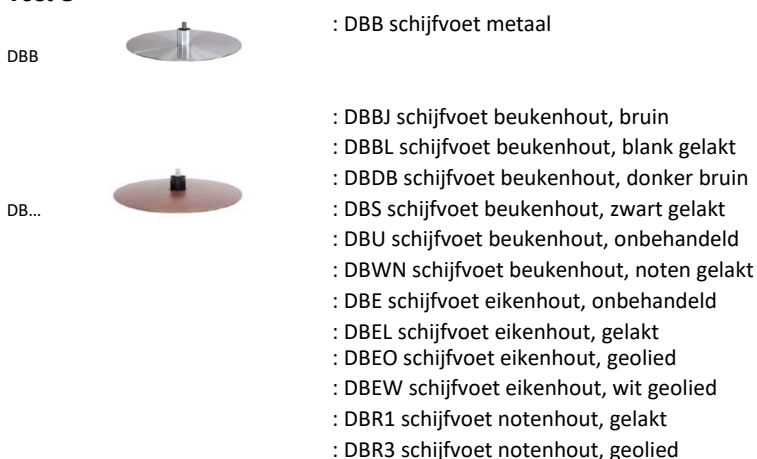 : DBB schijfvoet metaal
DBB
: DBBJ schijfvoet beukenhout, bruin
: DBBL schijfvoet beukenhout, blank gelakt
: DBDB schijfvoet beukenhout, donker bruin
DB...
: DBS schijfvoet beukenhout, zwart gelakt
: DBU schijfvoet beukenhout, onbehandeld
: DBWN schijfvoet beukenhout, noten gelakt
: DBE schijfvoet eikenhout, onbehandeld
: DBEL schijfvoet eikenhout, gelakt
: DBEO schijfvoet eikenhout, geolied
: DBEW schijfvoet eikenhout, wit geolied
: DBR1 schijfvoet notenhout, gelakt
: DBR3 schijfvoet notenhout, geolied